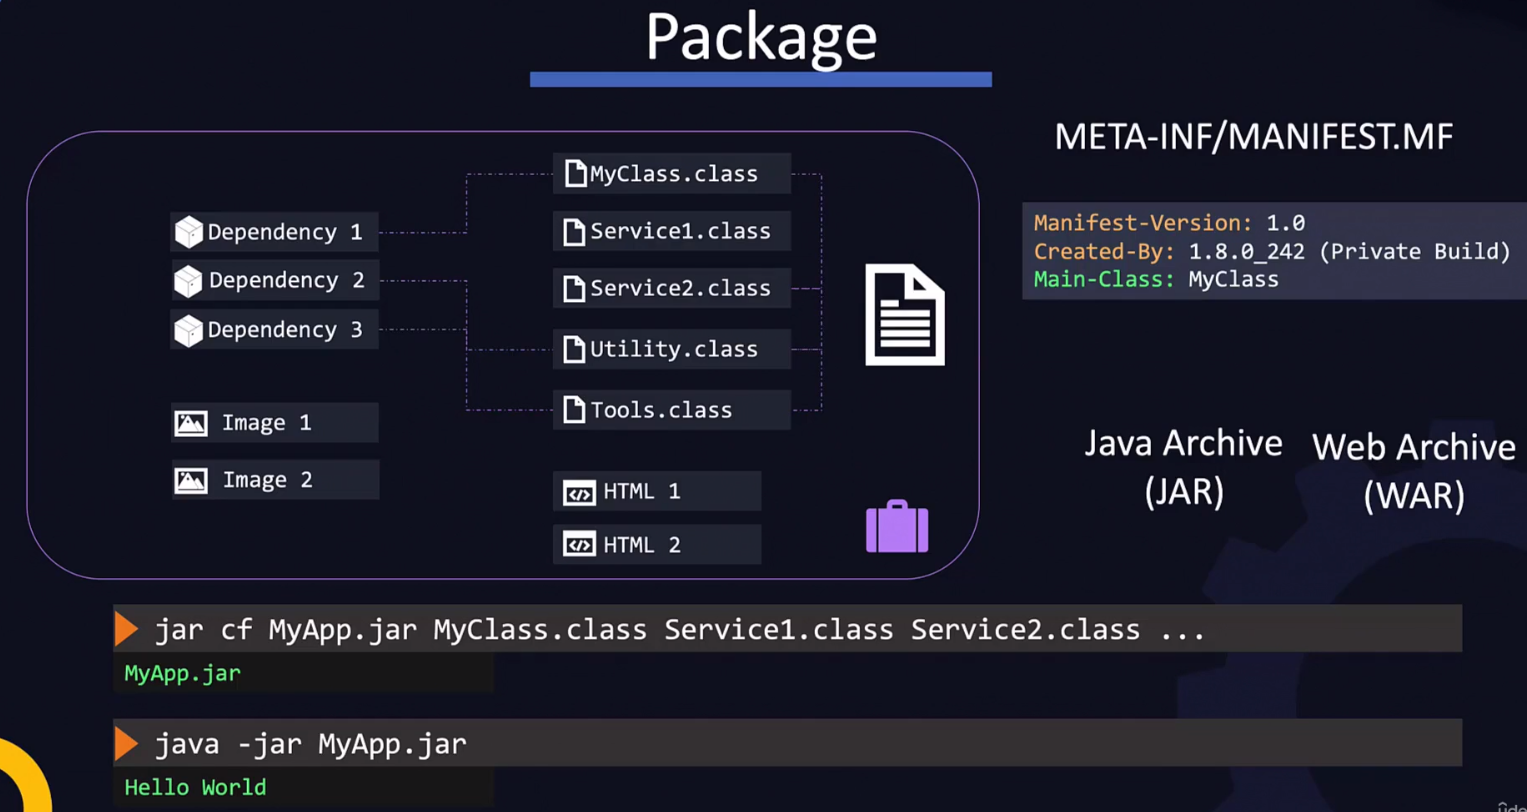 Package
META-INF/MANIFEST.MF
MyClass.class
Service1.class
Service2.class
Utility.class
Tools.class
Dependency 1
Dependency 2
Dependency 3
Image 1
Image 2
HTML 1
HTML 2
Manifest-Version: 1.0
Created-By: 1.8.0_242 (Private Build)
Main-Class: MyClass
Java Archive
(JAR)
Web Archive
(WAR)
jar cf MyApp.jar MyClass.class Service1.class Service2.class ...
MyApp.jar
java -jar MyApp.jar
Hello World